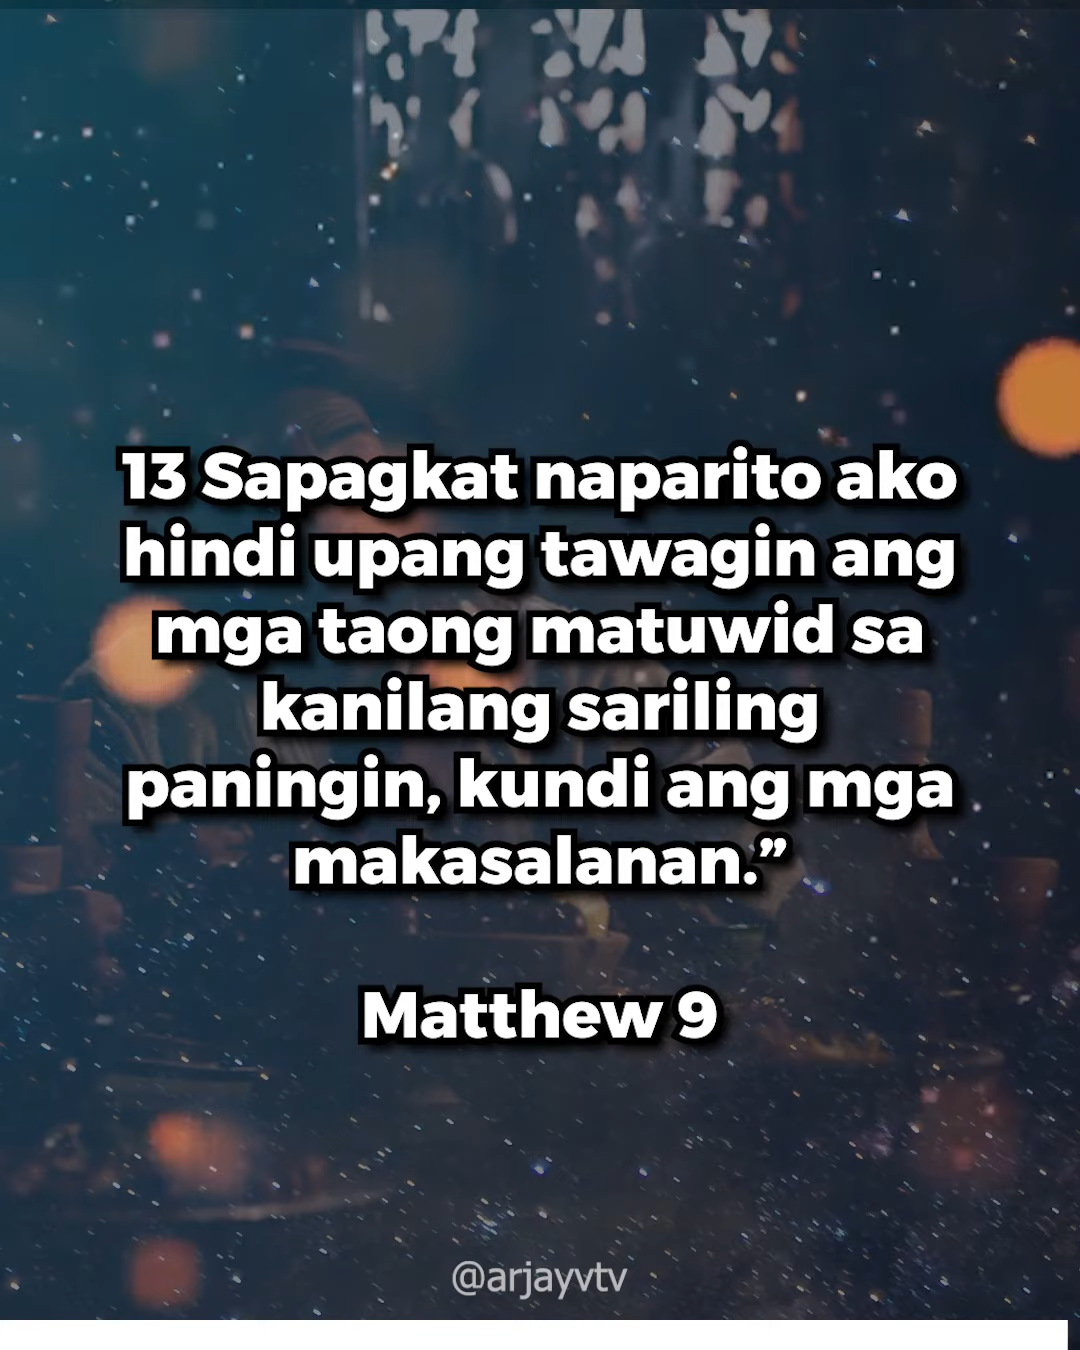 13 Sapagkat naparito ako
hindi upang tawagin ang
mga taong matuwid sa
kanilang sariling
paningin, kundi ang mga
makasalanan.”
Matthew 9
@arjayvtv